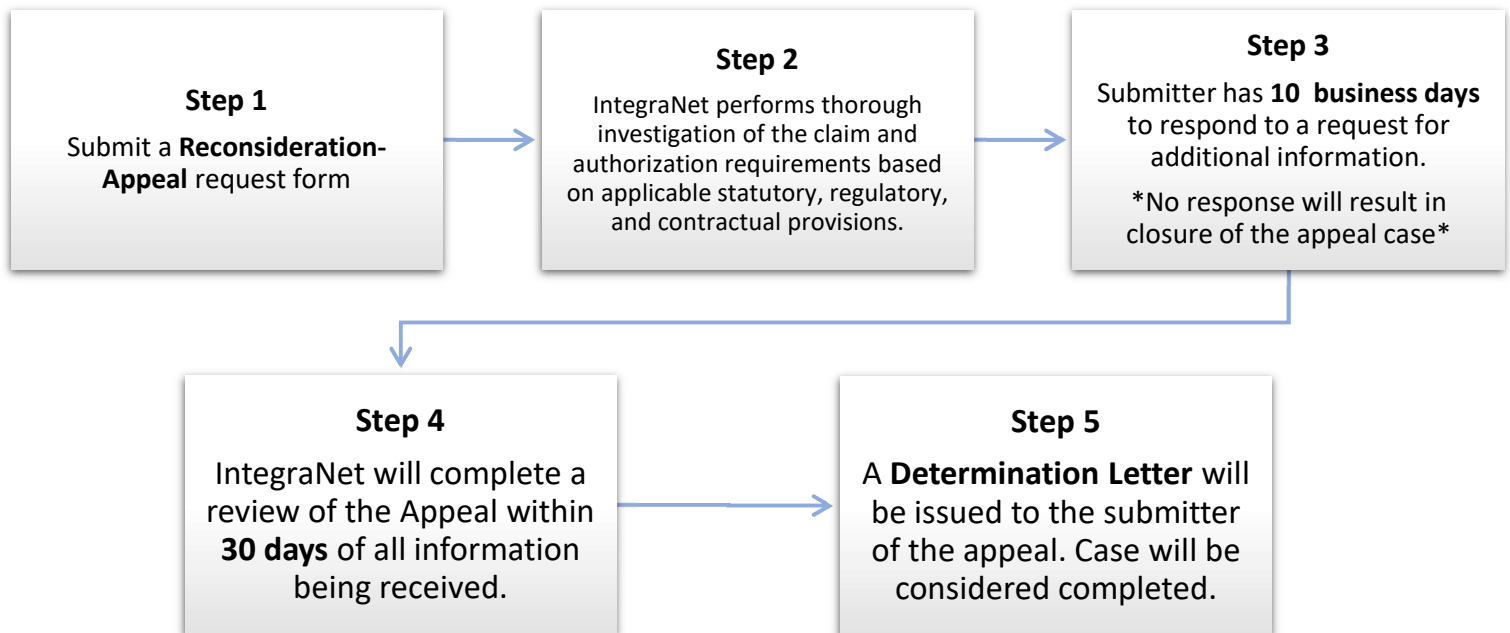 Step 1
Submit a Reconsideration-
Appeal request form
Step 2
IntegraNet performs thorough
investigation of the claim and
authorization requirements based
on applicable statutory, regulatory,
and contractual provisions.
Step 3
Submitter has 10  business days
to respond to a request for
additional information.
*No response will result in
closure of the appeal case*
Step 4
IntegraNet will complete a
review of the Appeal within
30 days of all information
being received.
Step 5
A Determination Letter will
be issued to the submitter
of the appeal. Case will be
considered completed.